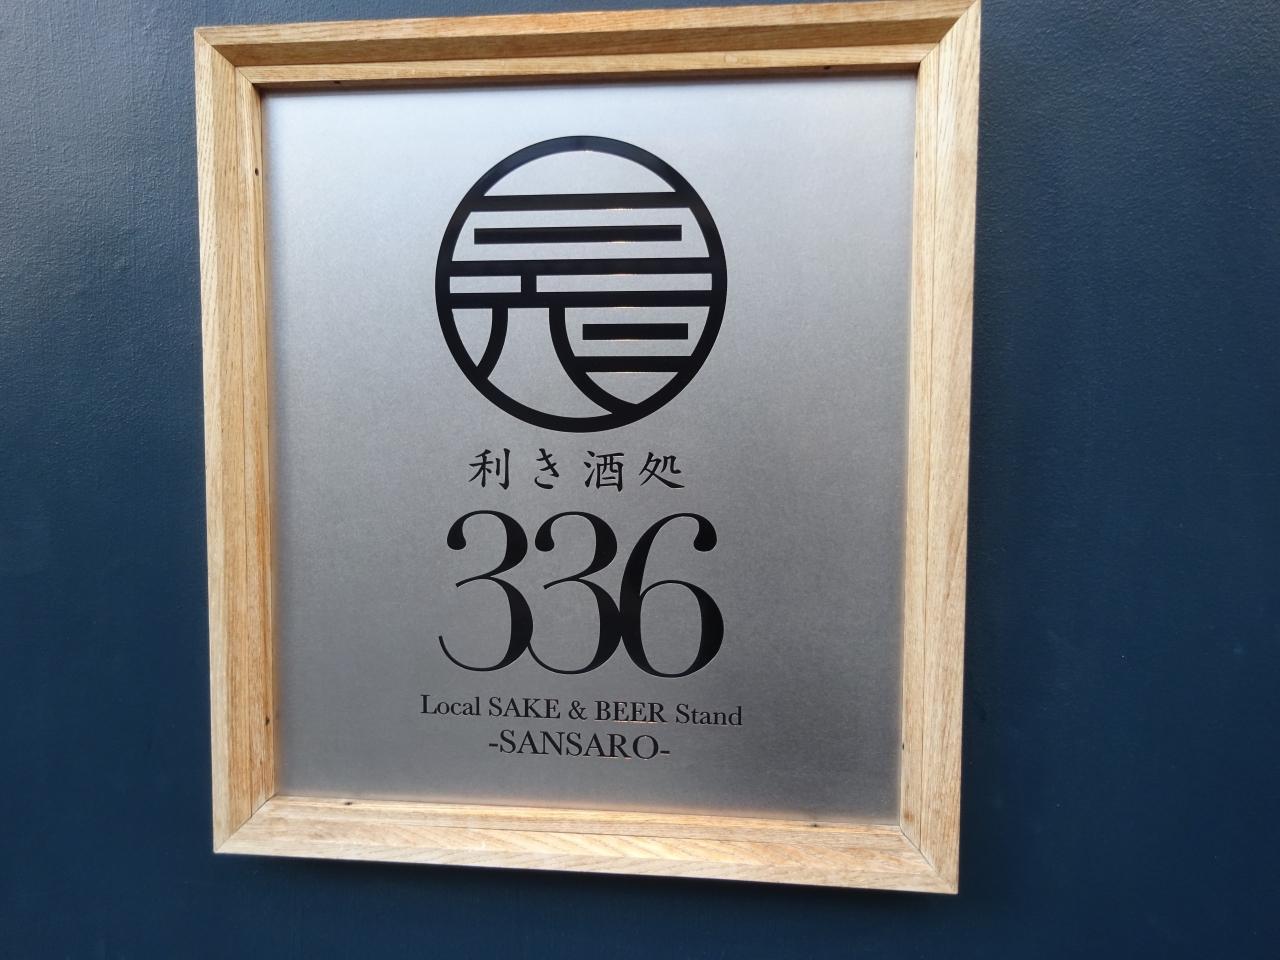 利き酒処
336
Local SAKE & BEER Stand
-SANSARO-